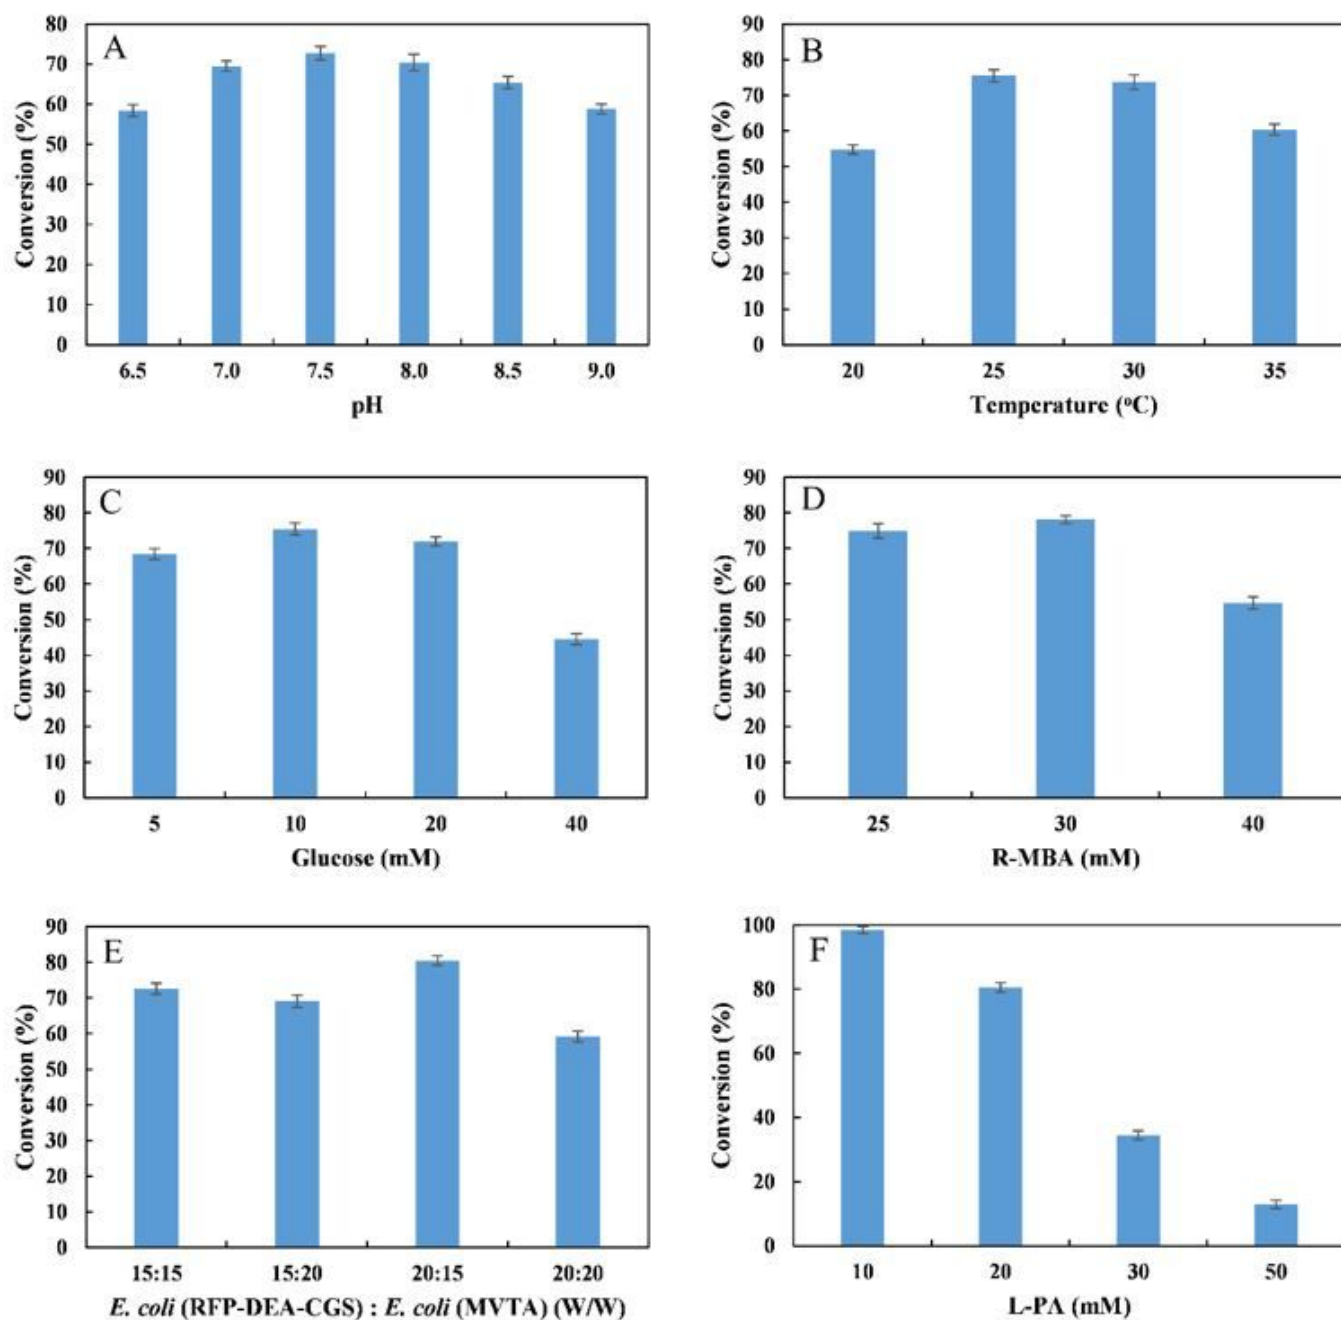 A
Conversion (%)
80
70
60
50
40
30
20
10
0
6.5 7.0 7.5 8.0 8.5 9.0
pH
B
Conversion (%)
90
80
70
60
50
40
30
20
10
0
20 25 30 35
Temperature (°C)
C
Conversion (%)
90
80
70
60
50
40
30
20
10
0
5 10 20 40
Glucose (mM)
D
Conversion (%)
90
80
70
60
50
40
30
20
10
0
25 30 40
R-MBA (mM)
E
Conversion (%)
90
80
70
60
50
40
30
20
10
0
15:15 15:20 20:15 20:20
E. coli (RFP-DEA-CGS) : E. coli (MVTA) (W/W)
F
Conversion (%)
100
80
60
40
20
0
10 20 30 50
L-PA (mM)